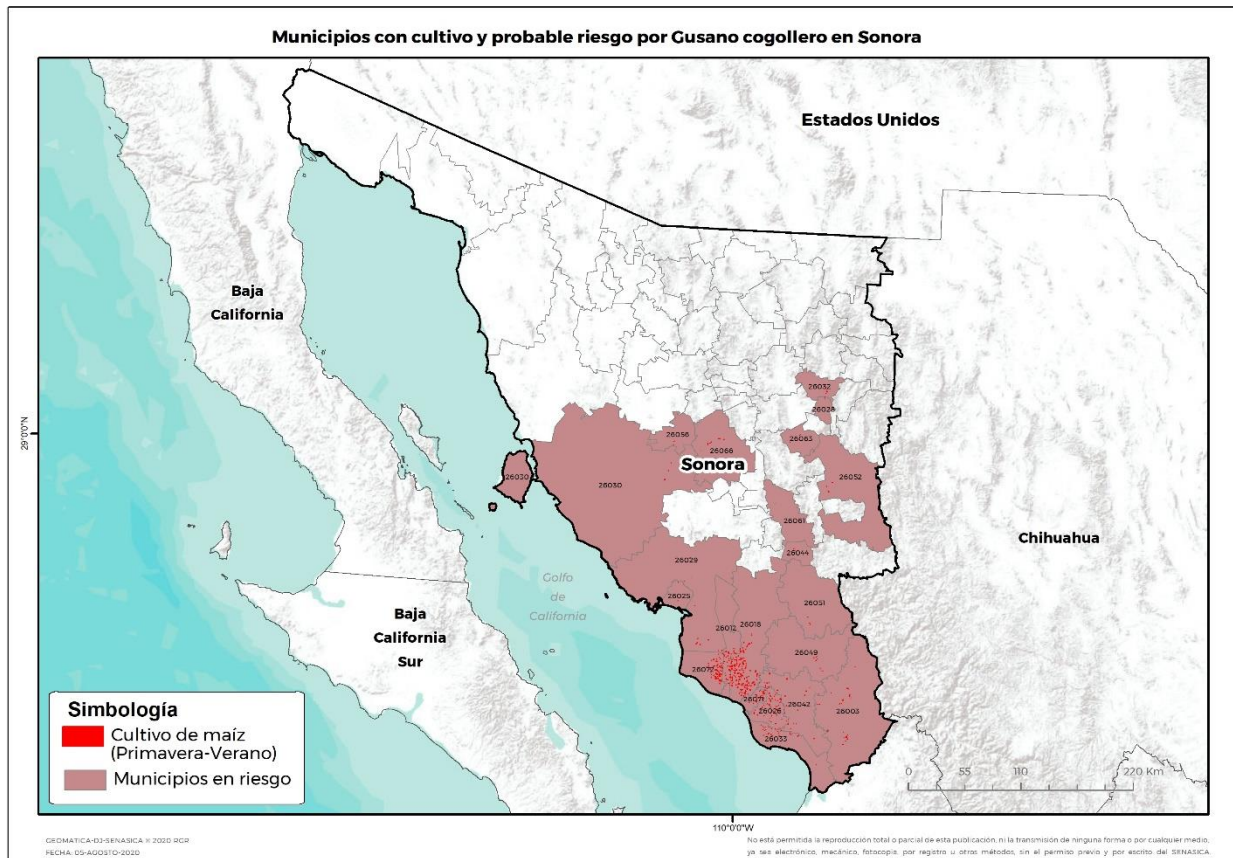 Municipios con cultivo y probable riesgo por Gusano cogollero en Sonora
Estados Unidos
Baja
California
26032
26028
29°0'0"N
26056
26066
26063
Sonora
26030
26030
26052
26061
Chihuahua
26044
26029
Golfo
de
California
26025
26051
Baja
California
Sur
26012
26018
26049
26072
26071
26026
26042
26003
26033
Simbología
Cultivo de maíz
(Primavera-Verano)
Municipios en riesgo
0 55 110 220 Km
110°0'0"W
GEOMATICA-DJ-SENASICA © 2020 RGR
FECHA: 05-AGOSTO-2020
No está permitida la reproducción total o parcial de esta publicación, ni la transmisión de ninguna forma o por cualquier medio,
ya sea electrónico, mecánico, fotocopia, por registro u otros métodos, sin el permiso previo y por escrito del SENASICA